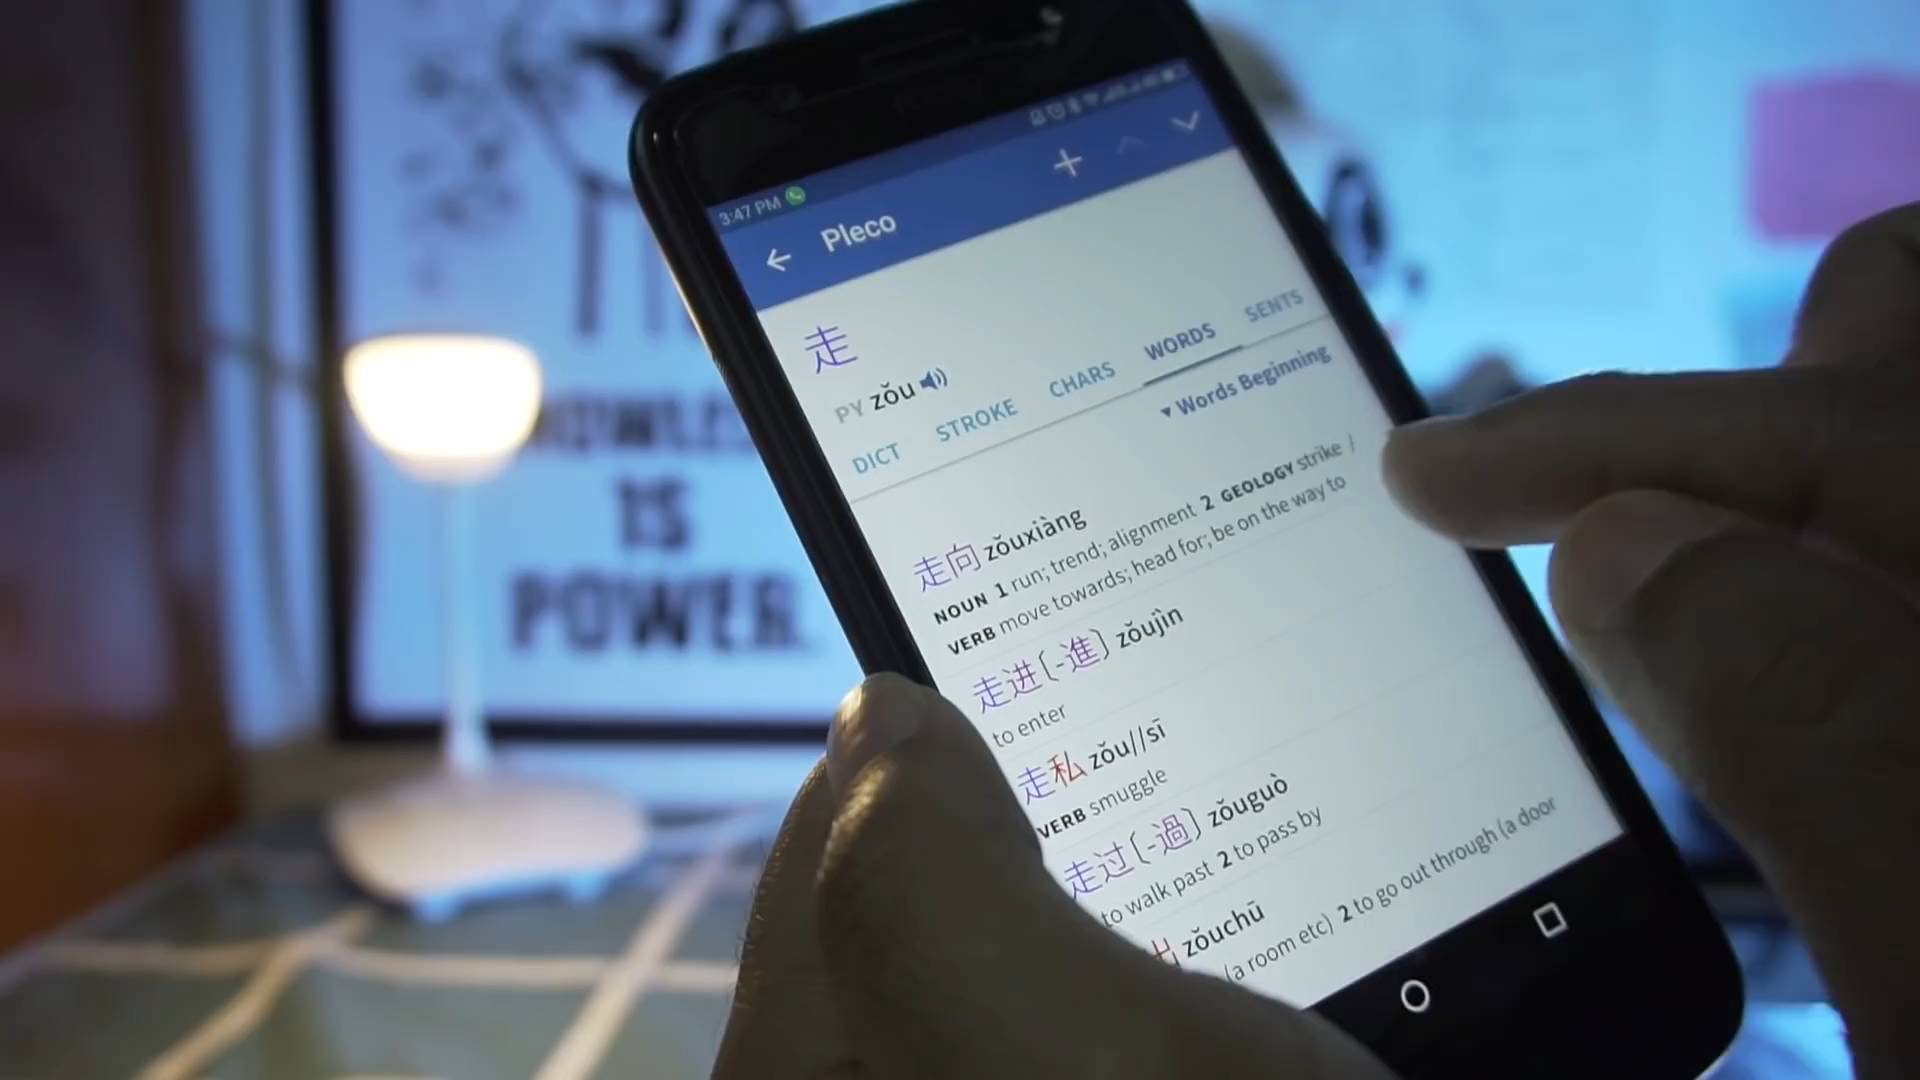 3:47 PM
Pleco
走
PY zǒu
DICT STROKE CHARS WORDS SENTS
Words Beginning
走向 zǒuxiàng
NOUN 1 run; trend; alignment 2 GEOLOGY strike
VERB move towards; head for; be on the way to
走进(-進) zǒujìn
to enter
走私 zǒu//sī
VERB smuggle
走过(-過) zǒuguò
to walk past 2 to pass by
出 zǒuchū
(a room etc) 2 to go out through (a door
IS
POWER.